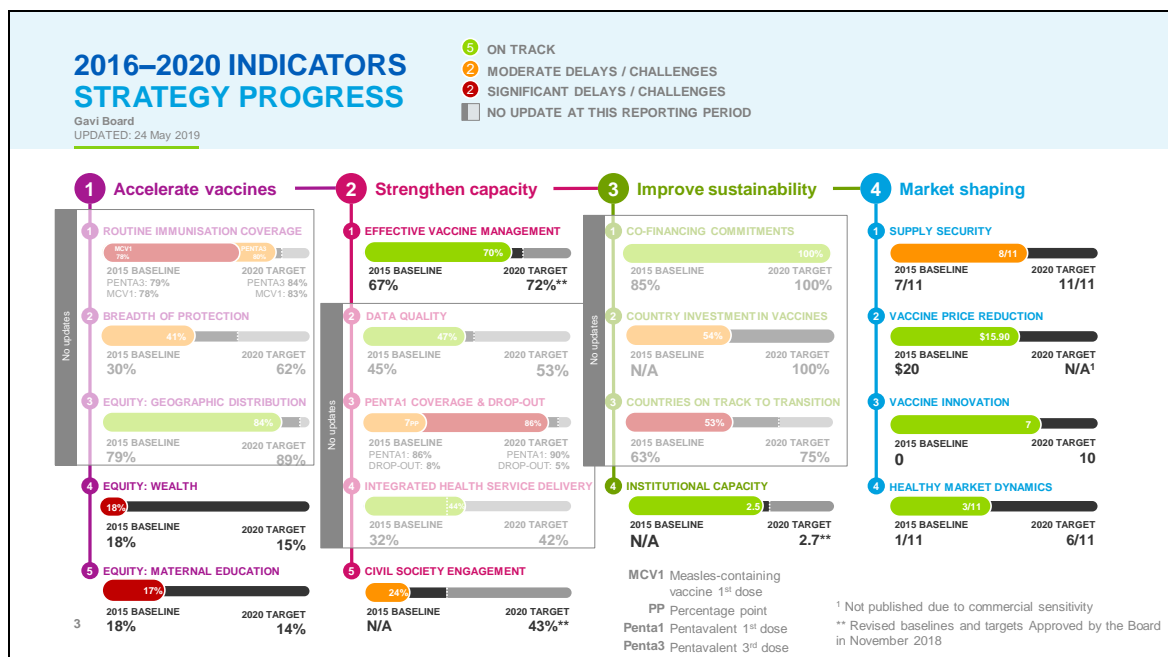 2016–2020 INDICATORS
STRATEGY PROGRESS
Gavi Board
UPDATED: 24 May 2019
5 ON TRACK
2 MODERATE DELAYS / CHALLENGES
2 SIGNIFICANT DELAYS / CHALLENGES
NO UPDATE AT THIS REPORTING PERIOD
1 Accelerate vaccines
No updates
1 ROUTINE IMMUNISATION COVERAGE
MCV1 PENTA3
78% 80%
2015 BASELINE 2020 TARGET
PENTA3: 79% PENTA3 84%
MCV1: 78% MCV1: 83%
2 BREADTH OF PROTECTION
41%
2015 BASELINE 2020 TARGET
30% 62%
3 EQUITY: GEOGRAPHIC DISTRIBUTION
84%
2015 BASELINE 2020 TARGET
79% 89%
4 EQUITY: WEALTH
18%
2015 BASELINE 2020 TARGET
18% 15%
5 EQUITY: MATERNAL EDUCATION
17%
2015 BASELINE 2020 TARGET
18% 14%
2 Strengthen capacity
1 EFFECTIVE VACCINE MANAGEMENT
70%
2015 BASELINE 2020 TARGET
67% 72%**
No updates
2 DATA QUALITY
47%
2015 BASELINE 2020 TARGET
45% 53%
3 PENTA1 COVERAGE & DROP-OUT
7PP 86%
2015 BASELINE 2020 TARGET
PENTA1: 86% PENTA1: 90%
DROP-OUT: 8% DROP-OUT: 5%
4 INTEGRATED HEALTH SERVICE DELIVERY
44%
2015 BASELINE 2020 TARGET
32% 42%
5 CIVIL SOCIETY ENGAGEMENT
24%
2015 BASELINE 2020 TARGET
N/A 43%**
3 Improve sustainability
No updates
1 CO-FINANCING COMMITMENTS
100%
2015 BASELINE 2020 TARGET
85% 100%
2 COUNTRY INVESTMENT IN VACCINES
54%
2015 BASELINE 2020 TARGET
N/A 100%
3 COUNTRIES ON TRACK TO TRANSITION
53%
2015 BASELINE 2020 TARGET
63% 75%
4 INSTITUTIONAL CAPACITY
2.5
2015 BASELINE 2020 TARGET
N/A 2.7**
4 Market shaping
1 SUPPLY SECURITY
8/11
2015 BASELINE 2020 TARGET
7/11 11/11
2 VACCINE PRICE REDUCTION
$15.90
2015 BASELINE 2020 TARGET
$20 N/A¹
3 VACCINE INNOVATION
7
2015 BASELINE 2020 TARGET
0 10
4 HEALTHY MARKET DYNAMICS
3/11
2015 BASELINE 2020 TARGET
1/11 6/11
MCV1 Measles-containing
vaccine 1st dose
PP Percentage point
Penta1 Pentavalent 1st dose
Penta3 Pentavalent 3rd dose
¹ Not published due to commercial sensitivity
** Revised baselines and targets Approved by the Board
in November 2018
3